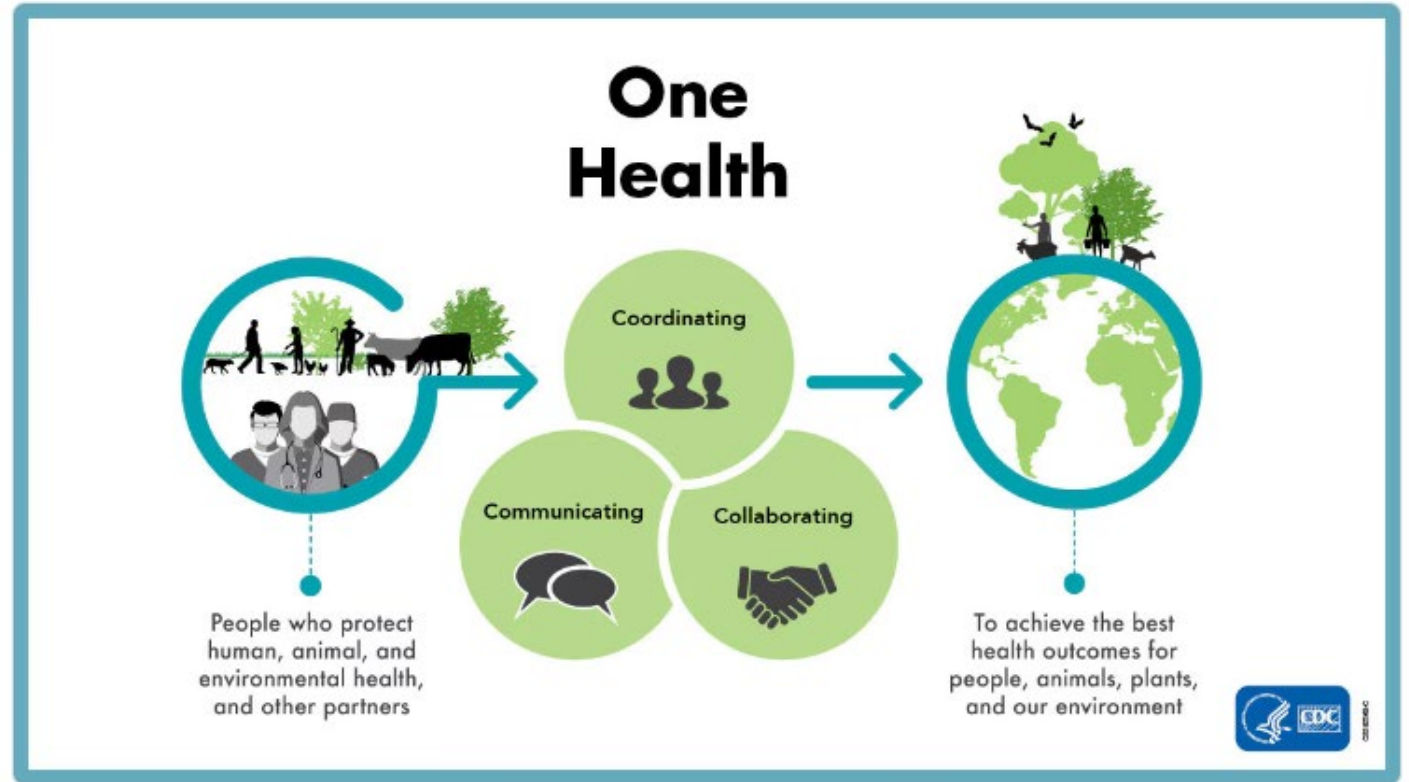 One
Health
Coordinating
Communicating
Collaborating
People who protect
human, animal, and
environmental health,
and other partners
To achieve the best
health outcomes for
people, animals, plants,
and our environment
CDC